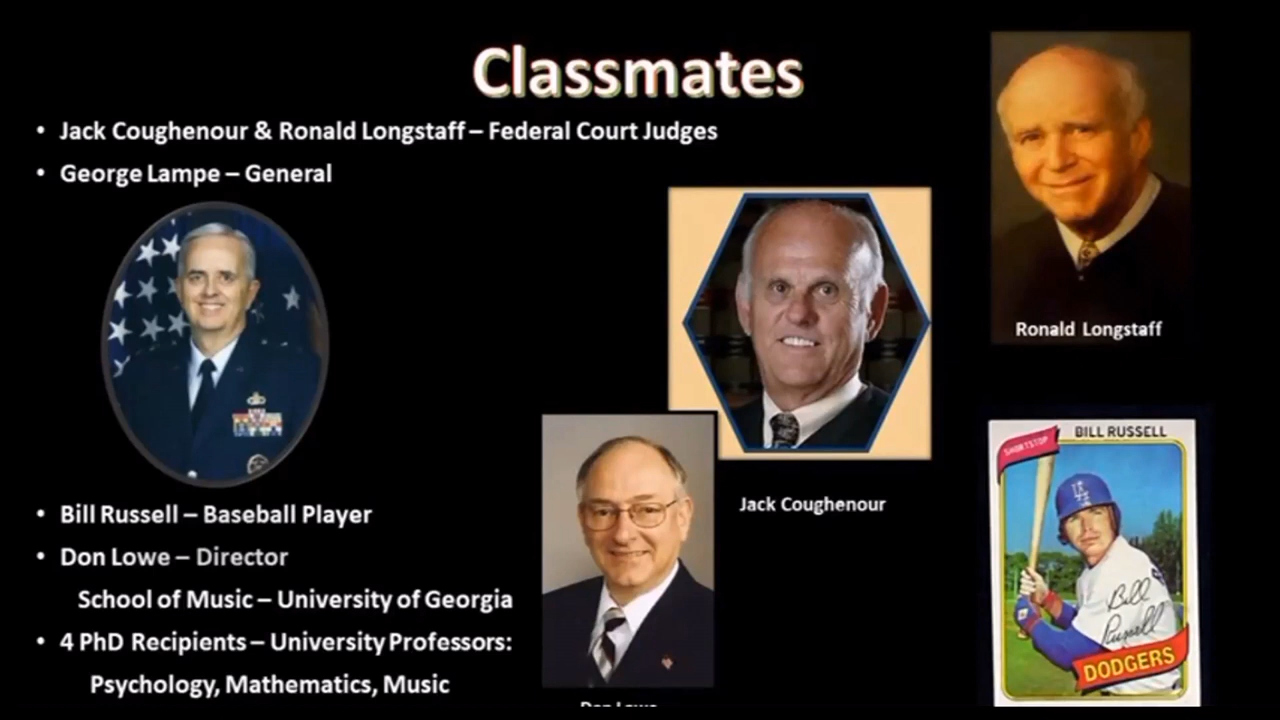 Classmates
• Jack Coughenour & Ronald Longstaff – Federal Court Judges
• George Lampe – General
Ronald Longstaff
Jack Coughenour
• Bill Russell – Baseball Player
• Don Lowe – Director
School of Music – University of Georgia
• 4 PhD Recipients – University Professors:
Psychology, Mathematics, Music
SHORTSTOP
BILL RUSSELL
LA
Bill
Russell
DODGERS